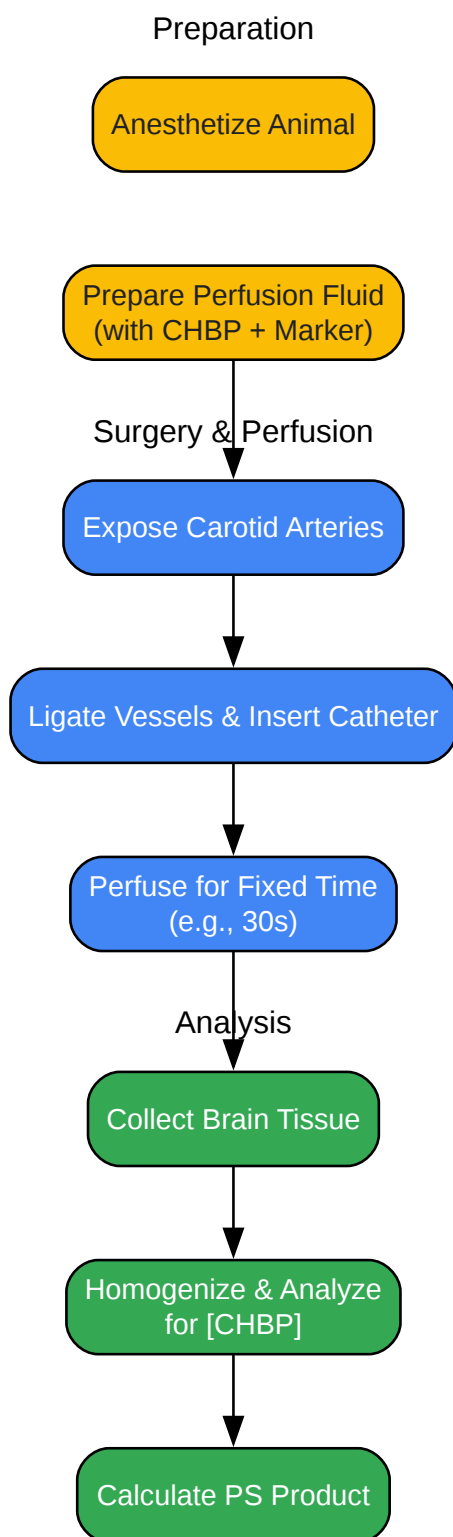 Preparation
Anesthetize Animal
Prepare Perfusion Fluid
(with CHBP + Marker)
Surgery & Perfusion
Expose Carotid Arteries
Ligate Vessels & Insert Catheter
Perfuse for Fixed Time
(e.g., 30s)
Analysis
Collect Brain Tissue
Homogenize & Analyze
for [CHBP]
Calculate PS Product